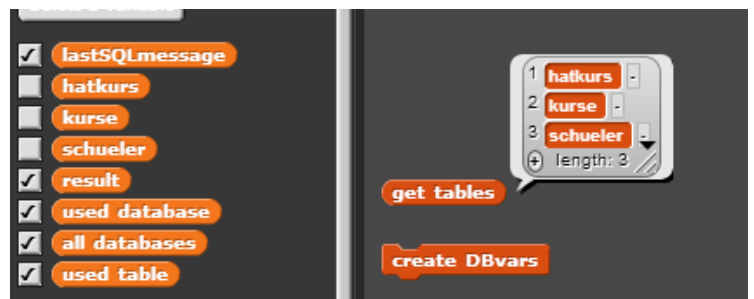 lastSQLmessage
hatkurs
kurse
schueler
result
used database
all databases
used table
1 hatkurs -
2 kurse -
3 schueler -
+ length: 3
get tables
create DBvars